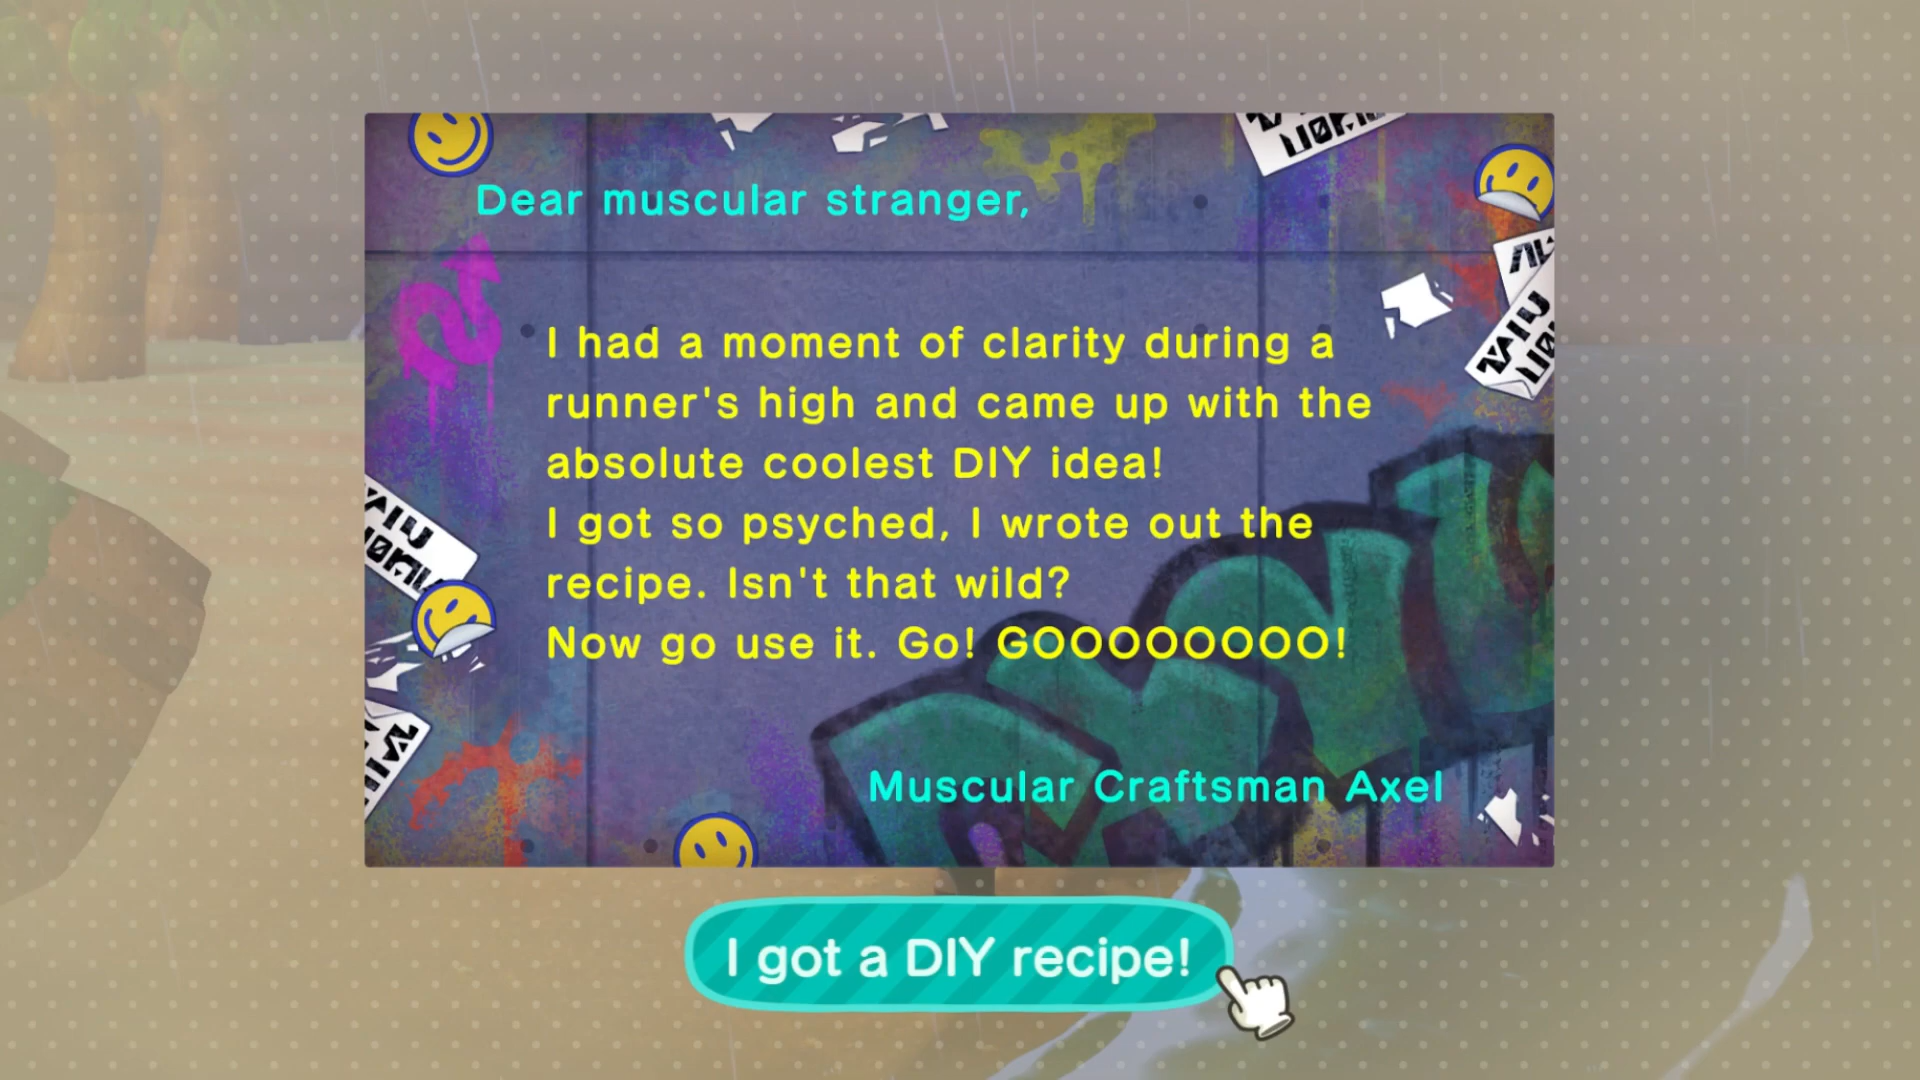 Dear muscular stranger,
I had a moment of clarity during a
runner's high and came up with the
absolute coolest DIY idea!
I got so psyched, I wrote out the
recipe. Isn't that wild?
Now go use it. Go! GOOOOOOOO!
Muscular Craftsman Axel
I got a DIY recipe!